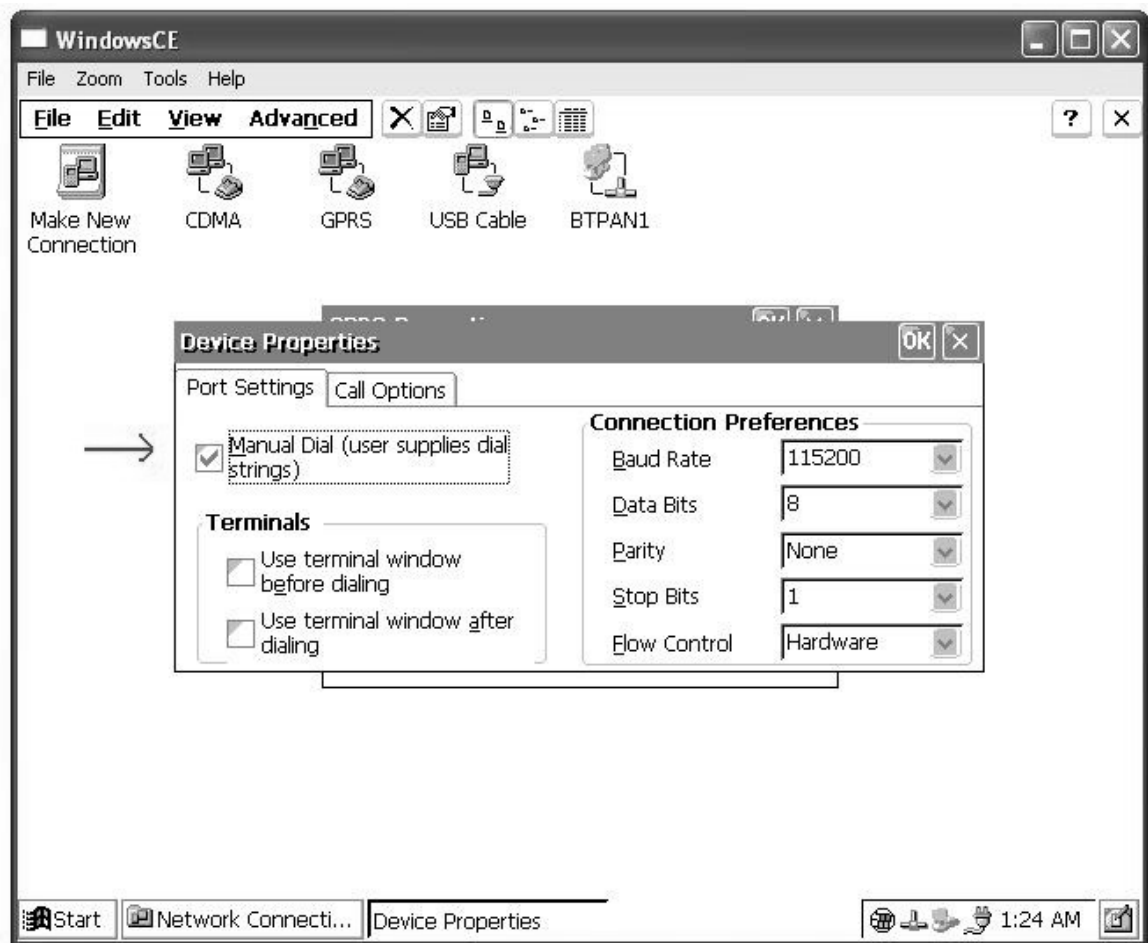 WindowsCE
File Zoom Tools Help
File Edit View Advanced
? ×
Make New
Connection
CDMA
GPRS
USB Cable
BTPAN1
Device Properties
OK ×
Port Settings
Call Options
Manual Dial (user supplies dial
strings)
Terminals
Use terminal window
before dialing
Use terminal window after
dialing
Connection Preferences
Baud Rate 115200
Data Bits 8
Parity None
Stop Bits 1
Flow Control Hardware
Start Network Connecti... Device Properties 1:24 AM